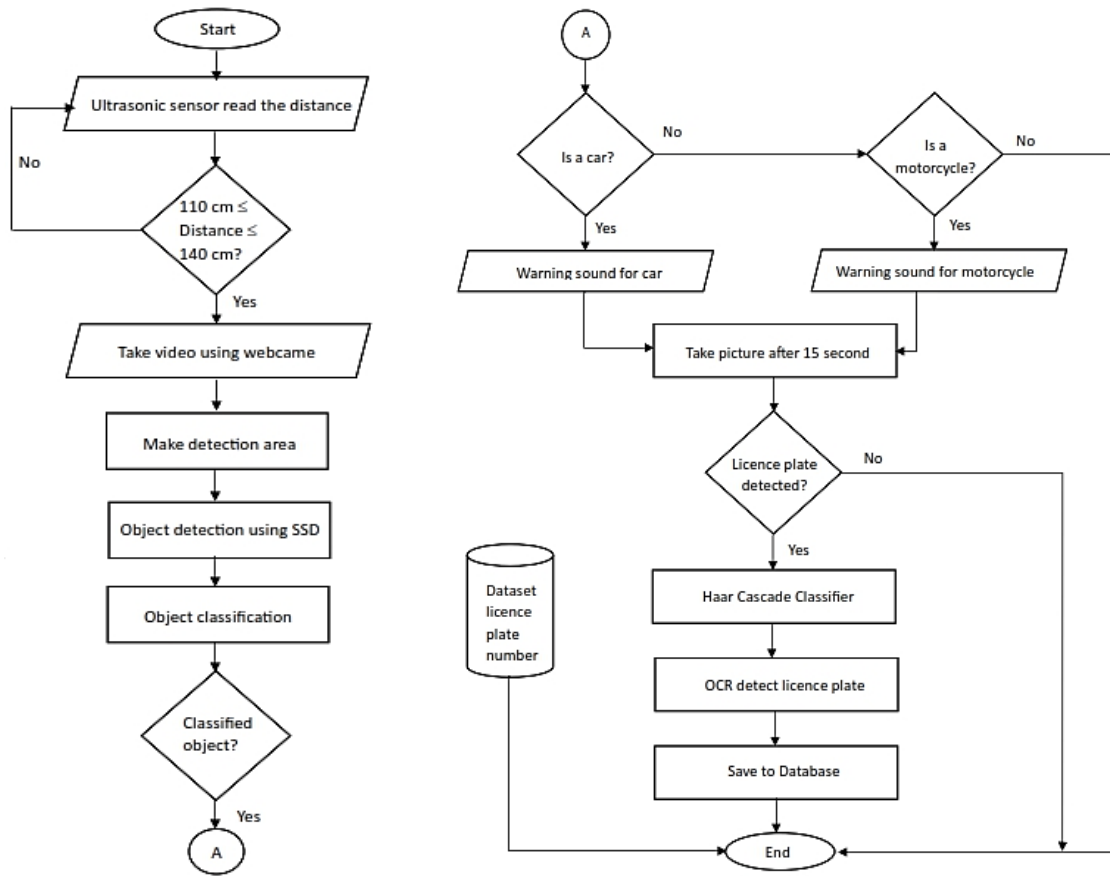 Start
Ultrasonic sensor read the distance
No
110 cm ≤
Distance ≤
140 cm?
Yes
Take video using webcame
Make detection area
Object detection using SSD
Object classification
Classified
object?
Yes
A
A
Is a car?
No
Is a
motorcycle?
No
Yes
Yes
Warning sound for car
Warning sound for motorcycle
Take picture after 15 second
Licence plate
detected?
No
Yes
Dataset
licence
plate
number
Haar Cascade Classifier
OCR detect licence plate
Save to Database
End